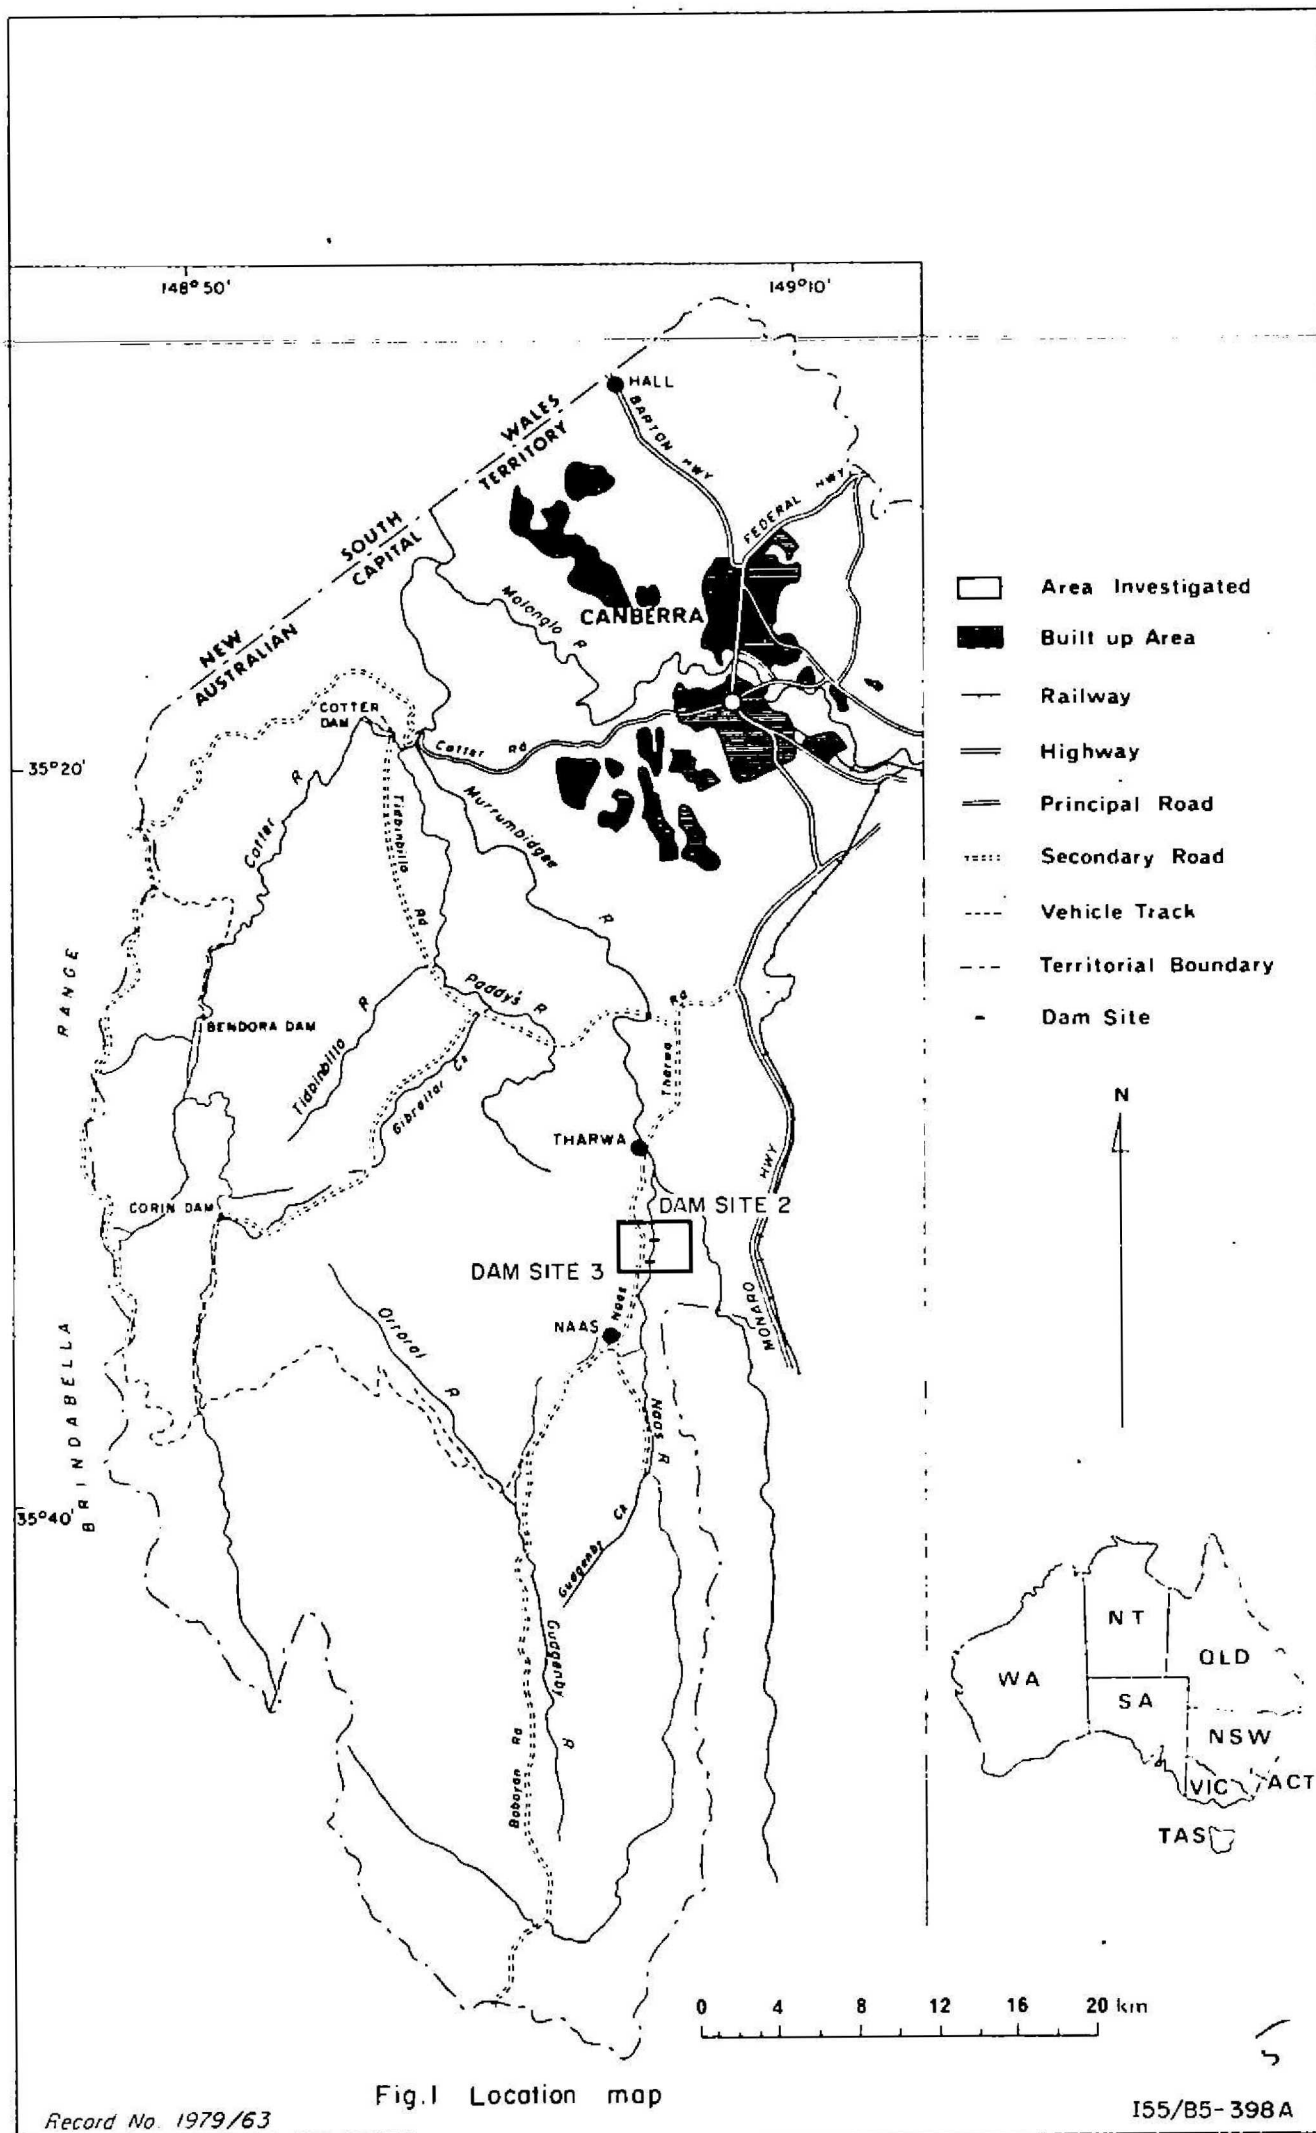 148°50'
149°10'
HALL
BARTON HWY
NEW SOUTH WALES
AUSTRALIAN CAPITAL TERRITORY
FEDERAL HWY
Molonglo R
CANBERRA
Area Investigated
Built up Area
Railway
Highway
Principal Road
Secondary Road
Vehicle Track
Territorial Boundary
Dam Site
COTTER
DAM
Cotter Rd
35°20'
Cotter R
Tidbinbilla Rd
Murrumbidgee R
Paddy's R
BENDORA DAM
Tidbinbilla R
Gibraltar Ck
Tharwa Rd
N
THARWA
CORIN DAM
DAM SITE 2
DAM SITE 3
MONARO HWY
Naas
NAAS
Orroral R
BRINDABELLA RANGE
Naas R
35°40'
Gudgenby Ck
Gudgenby R
Boboyan Rd
NT
WA
QLD
SA
NSW
VIC
ACT
TAS
0 4 8 12 16 20 km
Fig.1 Location map
Record No. 1979/63
I55/B5-398A